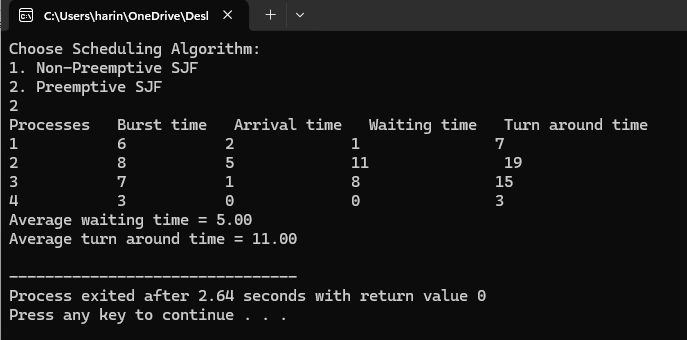 C:\Users\harin\OneDrive\Desl
Choose Scheduling Algorithm:
1. Non-Preemptive SJF
2. Preemptive SJF
2
Processes Burst time Arrival time Waiting time Turn around time
1 6 2 1 7
2 8 5 11 19
3 7 1 8 15
4 3 0 0 3
Average waiting time = 5.00
Average turn around time = 11.00
--------------------------------
Process exited after 2.64 seconds with return value 0
Press any key to continue . . .